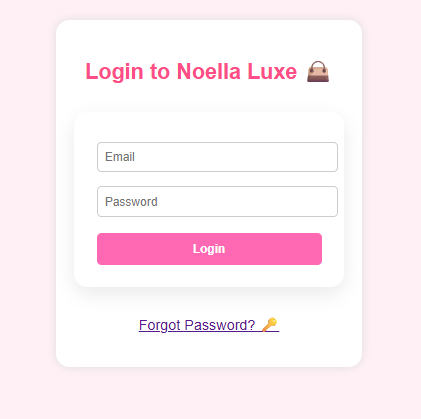 Login to Noella Luxe 👜
Email
Password
Login
Forgot Password? 🔑